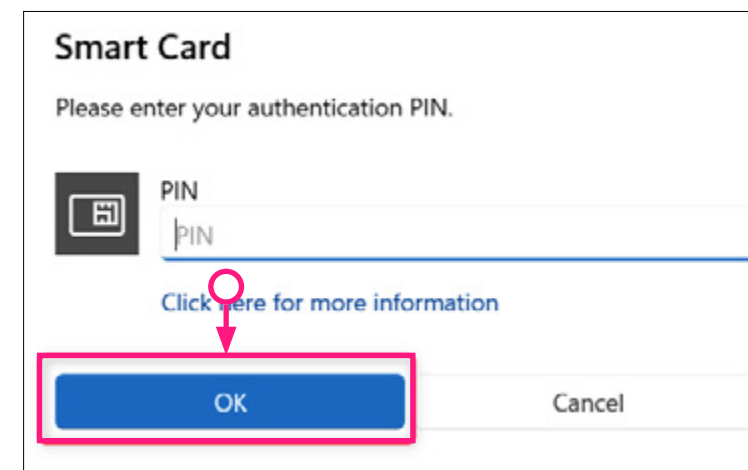 Smart Card
Please enter your authentication PIN.
PIN
PIN
Click here for more information
OK
Cancel